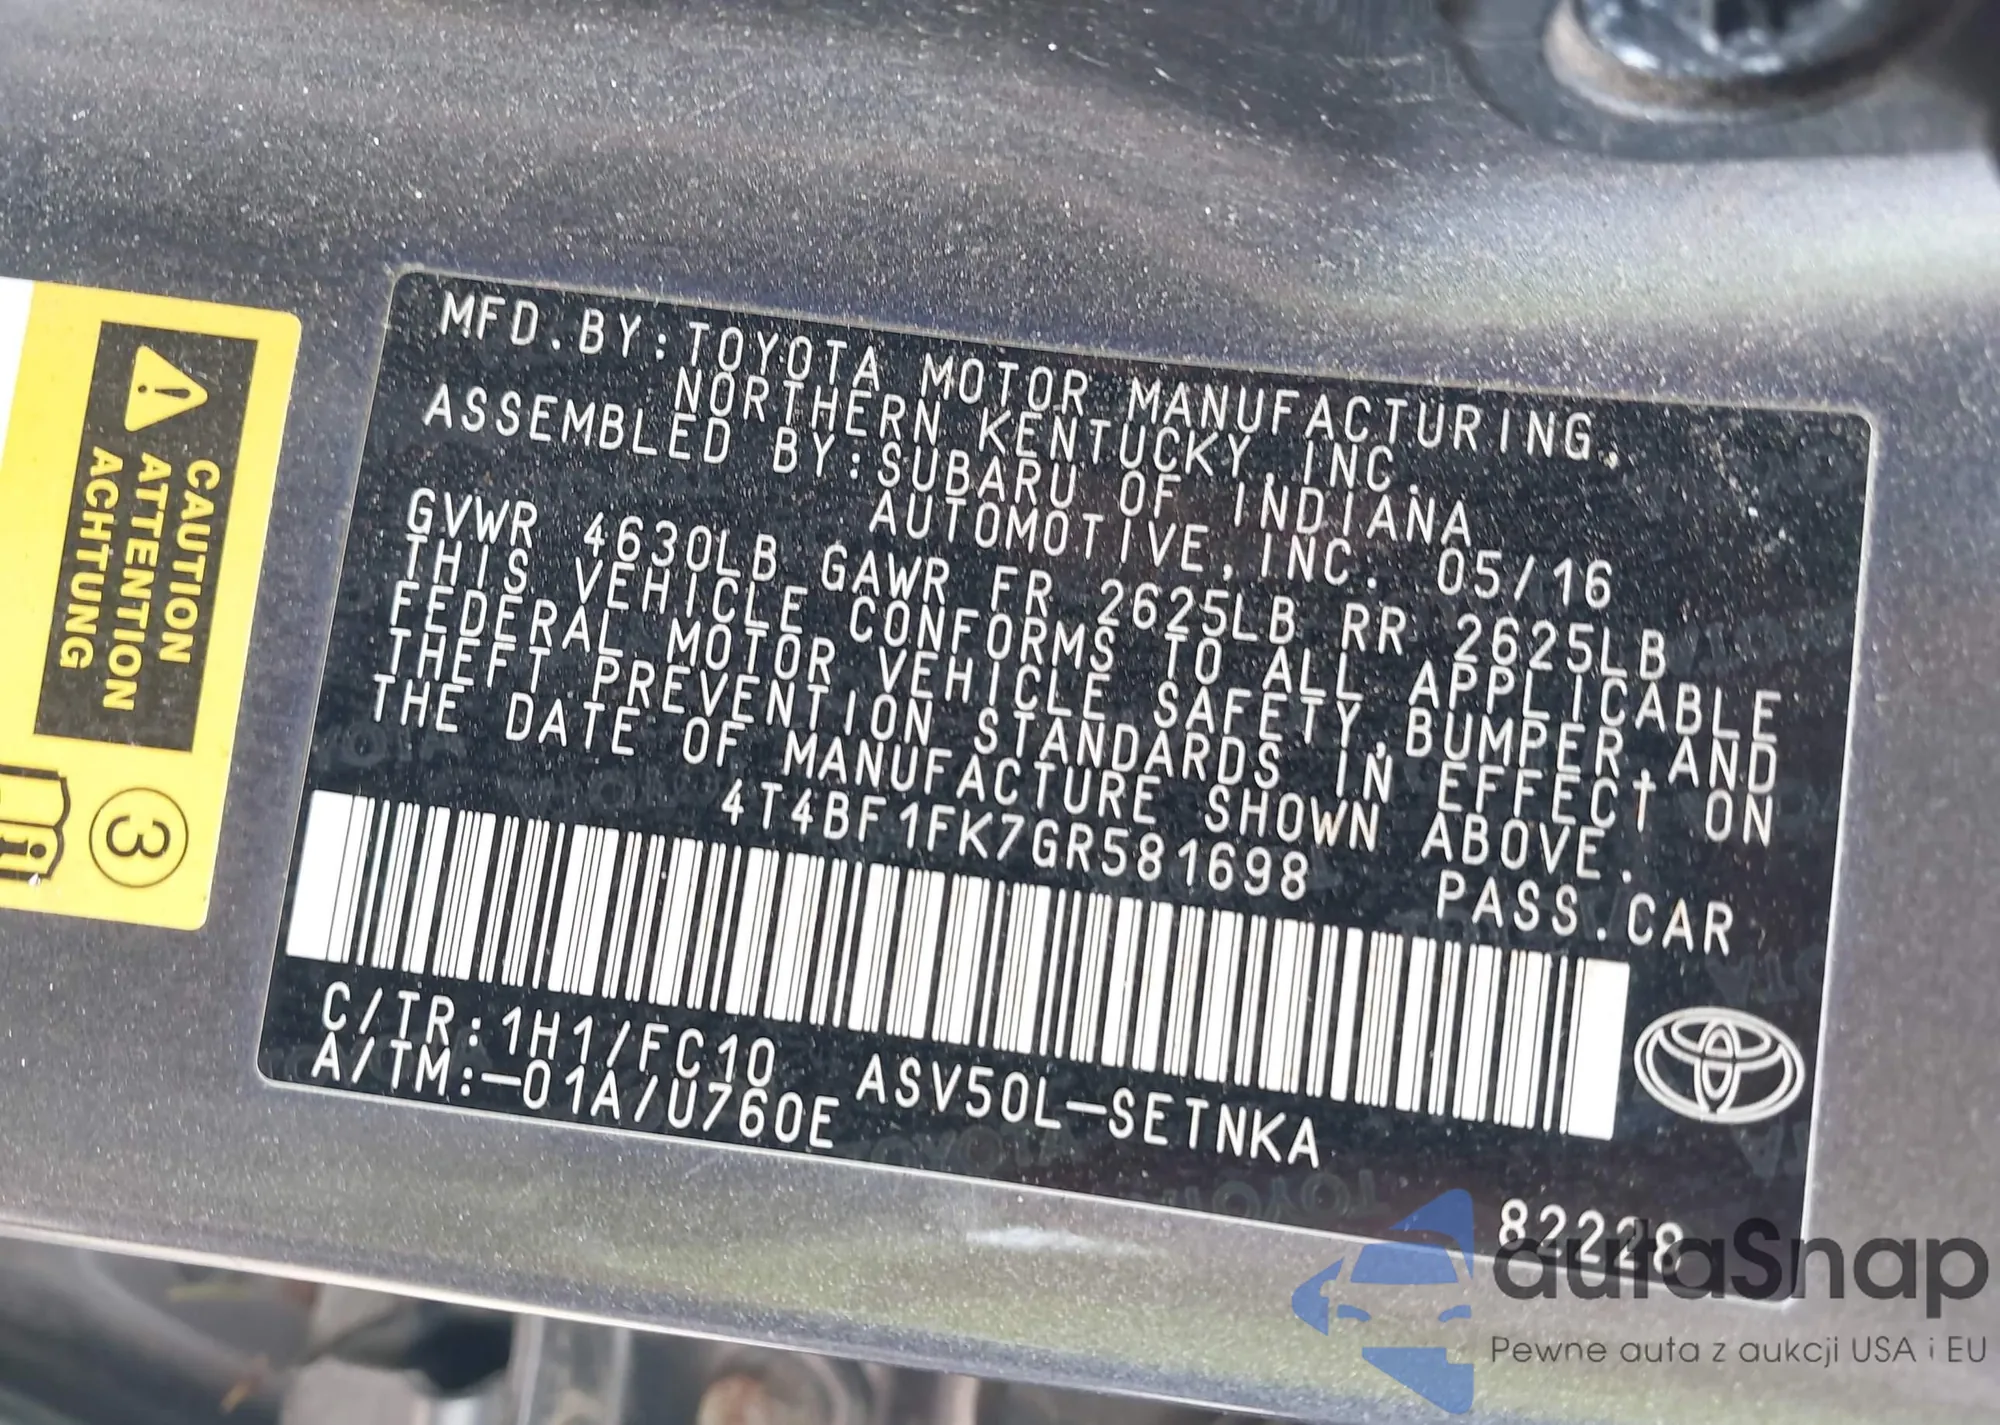 MFD.BY:TOYOTA MOTOR MANUFACTURING,
NORTHERN KENTUCKY,INC.
ASSEMBLED BY:SUBARU OF INDIANA
AUTOMOTIVE,INC. 05/16
GVWR 4630LB GAWR FR 2625LB RR 2625LB
THIS VEHICLE CONFORMS TO ALL APPLICABLE
FEDERAL MOTOR VEHICLE SAFETY,BUMPER,AND
THEFT PREVENTION STANDARDS IN EFFECT ON
THE DATE OF MANUFACTURE SHOWN ABOVE.
4T4BF1FK7GR581698 PASS.CAR
C/TR:1H1/FC10 ASV50L-SETNKA
A/TM:-01A/U760E
82228
CAUTION
ATTENTION
ACHTUNG
3
autaSnap
Pewne auta z aukcji USA i EU